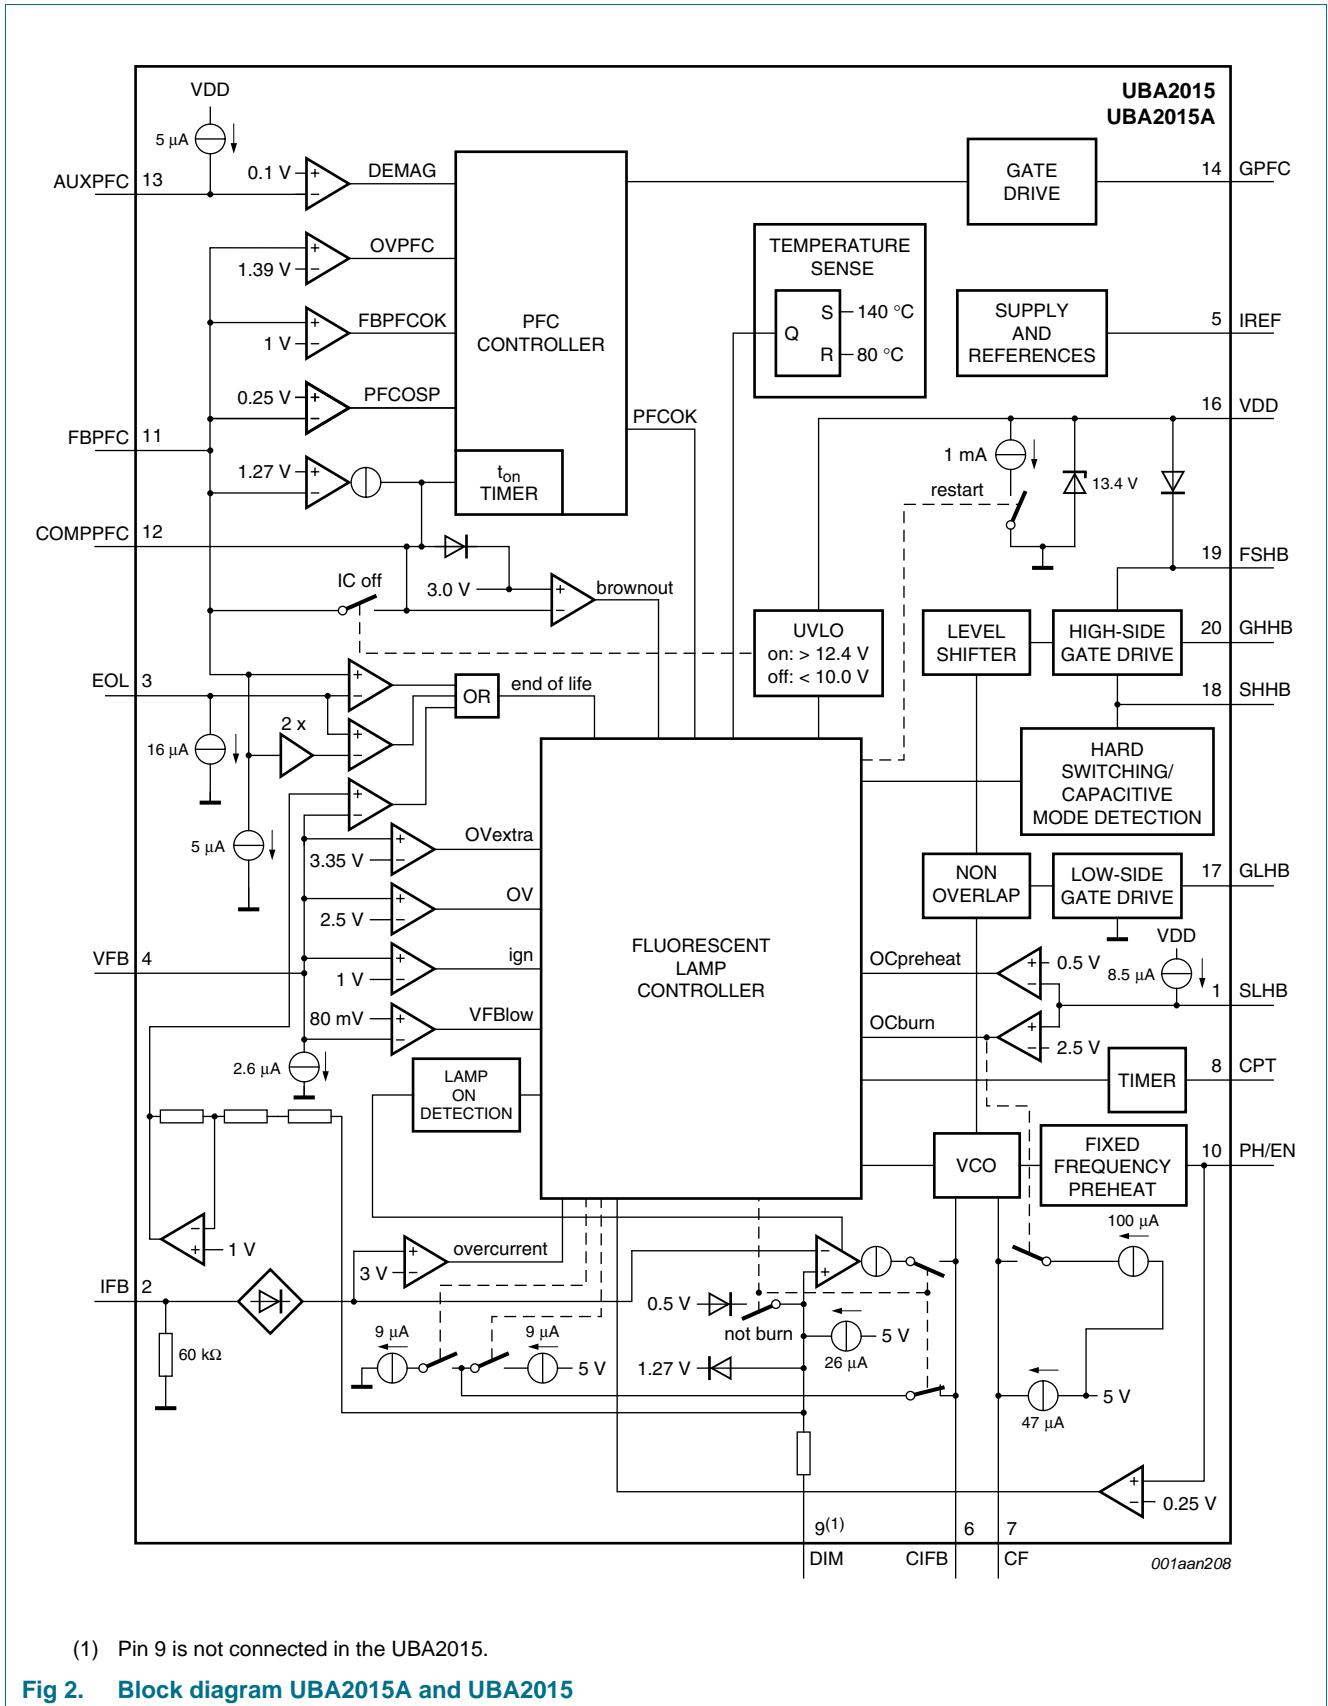 UBA2015
UBA2015A
VDD
5 µA
AUXPFC 13
0.1 V
DEMAG
GATE
DRIVE
14 GPFC
OVPFC
1.39 V
TEMPERATURE
SENSE
S 140 °C
Q
R 80 °C
FBPFCOK
1 V
PFC
CONTROLLER
SUPPLY
AND
REFERENCES
5 IREF
0.25 V
PFCOSP
PFCOK
16 VDD
FBPFC 11
1.27 V
ton
TIMER
1 mA
13.4 V
restart
COMPPFC 12
19 FSHB
IC off
3.0 V
brownout
UVLO
on: > 12.4 V
off: < 10.0 V
LEVEL
SHIFTER
HIGH-SIDE
GATE DRIVE
20 GHHB
EOL 3
OR
end of life
18 SHHB
2 x
16 µA
HARD
SWITCHING/
CAPACITIVE
MODE DETECTION
5 µA
OVextra
3.35 V
NON
OVERLAP
LOW-SIDE
GATE DRIVE
17 GLHB
OV
2.5 V
FLUORESCENT
LAMP
CONTROLLER
VDD
VFB 4
ign
1 V
OCpreheat
0.5 V
8.5 µA
1 SLHB
80 mV
VFBlow
OCburn
2.5 V
2.6 µA
LAMP
ON
DETECTION
TIMER
8 CPT
VCO
FIXED
FREQUENCY
PREHEAT
10 PH/EN
1 V
overcurrent
3 V
100 µA
IFB 2
0.5 V
not burn
60 kΩ
9 µA
9 µA
5 V
5 V
26 µA
1.27 V
5 V
47 µA
0.25 V
9(1)
6
7
DIM
CIFB
CF
001aan208
(1) Pin 9 is not connected in the UBA2015.
Fig 2. Block diagram UBA2015A and UBA2015